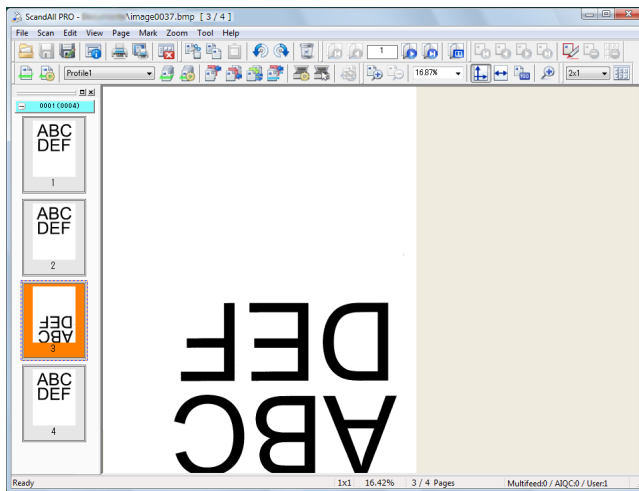 ScandAll PRO - \image0037.bmp [ 3 / 4 ]
File Scan Edit View Page Mark Zoom Tool Help
1
Profile1 16.87% 2x1
0001 (0004)
ABC
DEF
1
ABC
DEF
2
ABC
DEF
3
ABC
DEF
4
ABC
DEF
Ready 1x1 16.42% 3 / 4 Pages Multifeed:0 / AIQC:0 / User:1